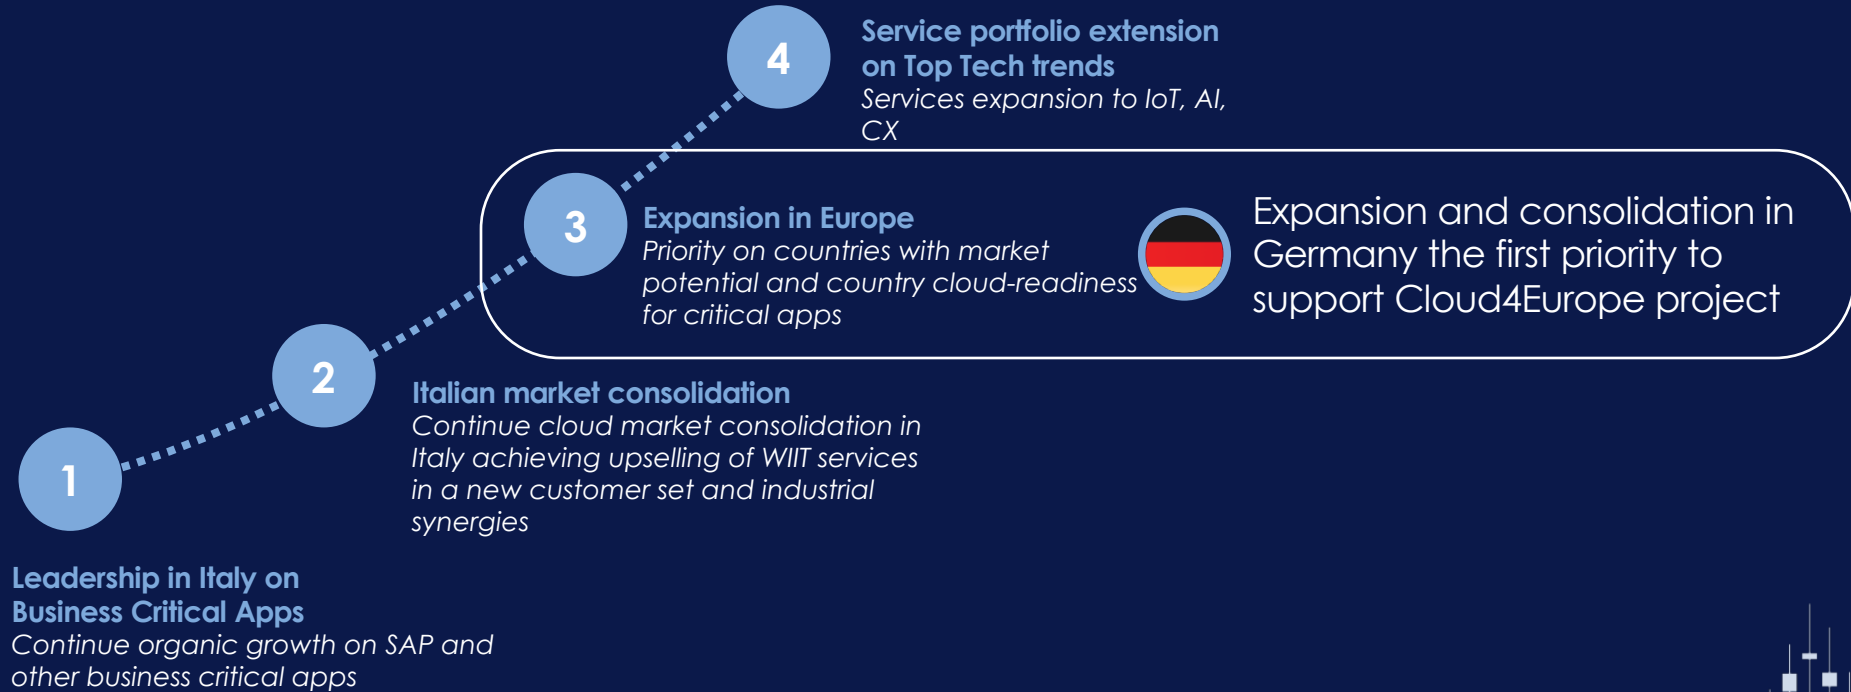 4
Service portfolio extension
on Top Tech trends
Services expansion to IoT, AI,
CX
3
Expansion in Europe
Priority on countries with market
potential and country cloud-readiness
for critical apps
Expansion and consolidation in
Germany the first priority to
support Cloud4Europe project
2
Italian market consolidation
Continue cloud market consolidation in
Italy achieving upselling of WIIT services
in a new customer set and industrial
synergies
1
Leadership in Italy on
Business Critical Apps
Continue organic growth on SAP and
other business critical apps